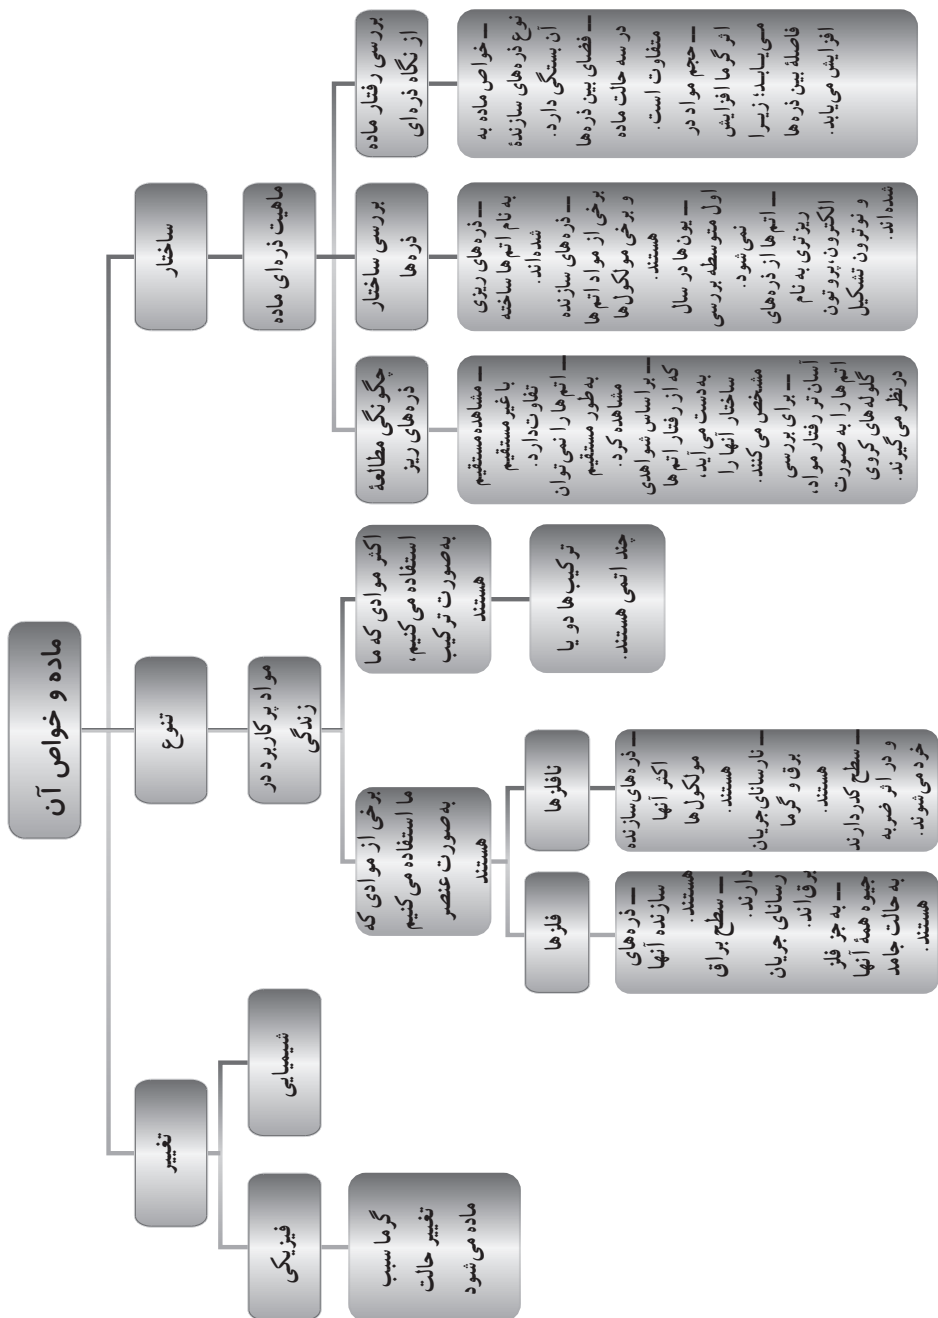 ماده و خواص آن
ساختار
ماهیت ذره‌ای ماده
بررسی رفتار ماده
از نگاه ذره‌ای
ـ خواص ماده به
نوع ذره‌های سازندهٔ
آن بستگی دارد.
ـ فضای بین ذره‌ها
در سه حالت ماده
متفاوت است.
ـ حجم مواد در
اثر گرما افزایش
می‌یابد؛ زیرا
فاصلهٔ بین ذره‌ها
افزایش می‌یابد.
بررسی ساختار
ذره‌ها
ـ ذره‌های ریزی
به نام اتم‌ها ساخته
شده‌اند.
ـ ذره‌های سازنده
برخی از مواد اتم‌ها
و برخی مولکول‌ها
هستند.
ـ یون‌ها در سال
اول متوسطه بررسی
نمی‌شود.
ـ اتم‌ها از ذره‌های
ریزتری به نام
الکترون، پروتون
و نوترون تشکیل
شده‌اند.
چگونگی مطالعهٔ
ذره‌های ریز
ـ مشاهده مستقیم
با غیر مستقیم
تفاوت دارد.
ـ اتم‌ها را نمی‌توان
به‌طور مستقیم
مشاهده کرد.
ـ براساس شواهدی
که از رفتار اتم‌ها
به‌دست می‌آید،
ساختار آنها را
مشخص می‌کنند.
ـ برای بررسی
آسان‌تر رفتار مواد،
اتم‌ها را به صورت
گلوله‌های کروی
درنظر می‌گیرند.
تنوع
مواد پر کاربرد در
زندگی
اکثر موادی که ما
استفاده می‌کنیم،
به‌صورت ترکیب
هستند
ترکیب‌ها دو یا
چند اتمی هستند.
برخی از موادی که
ما استفاده می‌کنیم
به‌صورت عنصر
هستند
نافلزها
ـ ذره‌های سازنده
اکثر آنها
مولکول‌ها
هستند.
ـ نارسانای جریان
برق و گرما
هستند.
ـ سطح کدر دارند
و در اثر ضربه
خرد می‌شوند.
فلزها
ـ ذره‌های
سازنده آنها
هستند.
ـ سطح براق
دارند.
رسانای جریان
برق‌اند.
ـ به جز فلز
جیوه همهٔ آنها
به حالت جامد
هستند.
تغییر
شیمیایی
فیزیکی
گرما سبب
تغییر حالت
ماده می‌شود